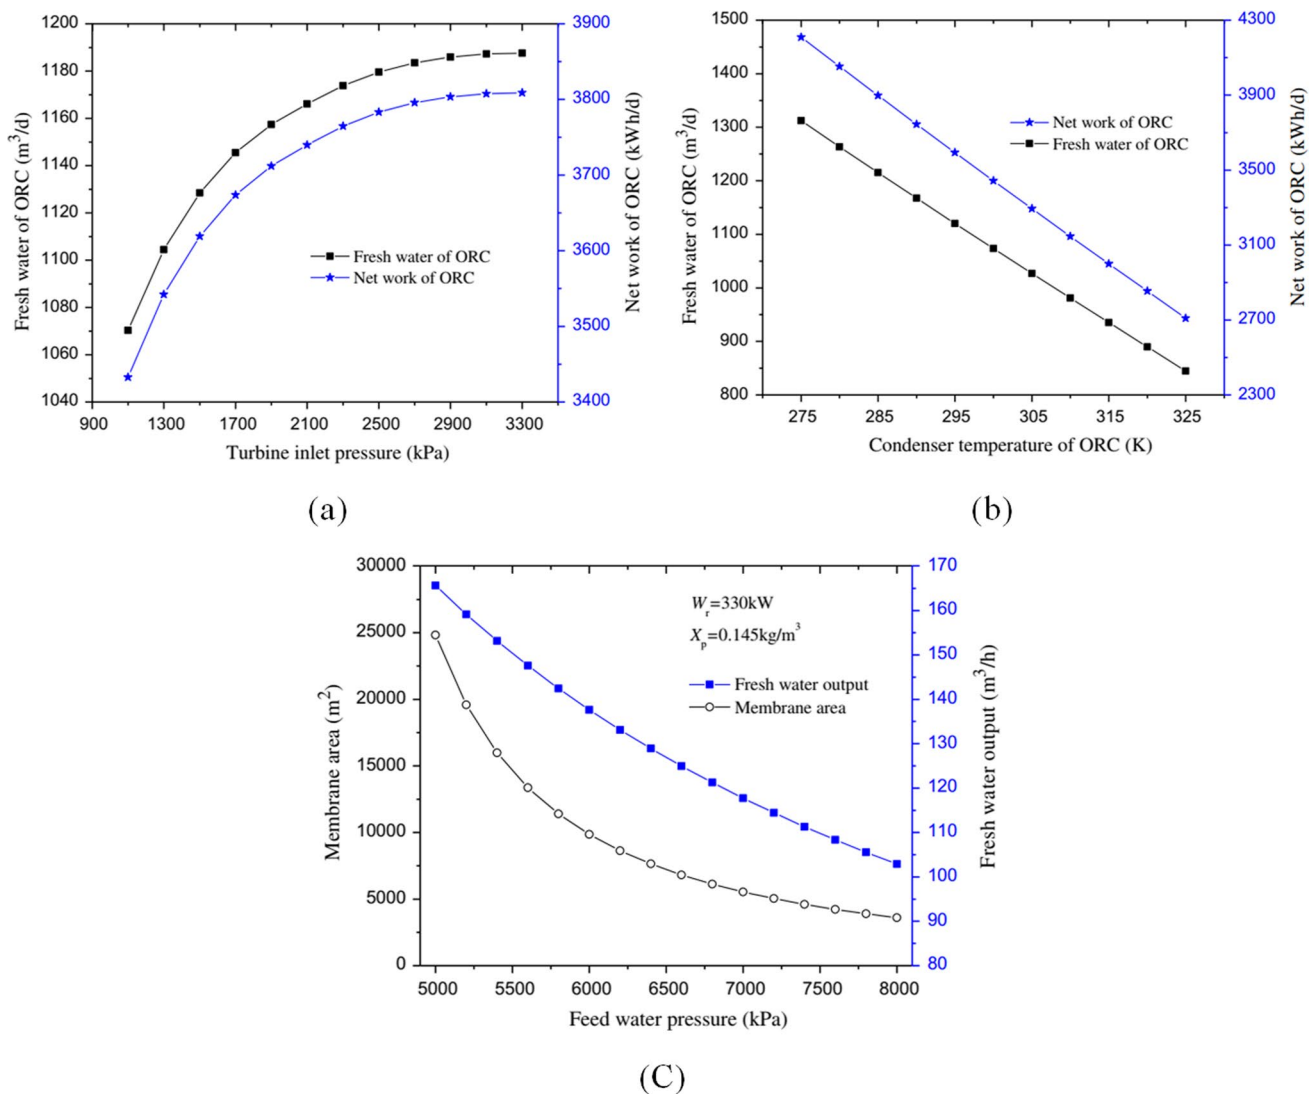 1200
1180
1160
1140
1120
1100
1080
1060
1040
Fresh water of ORC (m³/d)
900 1300 1700 2100 2500 2900 3300
Turbine inlet pressure (kPa)
3900
3800
3700
3600
3500
3400
Net work of ORC (kWh/d)
Fresh water of ORC
Net work of ORC
(a)
1500
1400
1300
1200
1100
1000
900
800
Fresh water of ORC (m³/d)
275 285 295 305 315 325
Condenser temperature of ORC (K)
4300
3900
3500
3100
2700
2300
Net work of ORC (kWh/d)
Net work of ORC
Fresh water of ORC
(b)
30000
25000
20000
15000
10000
5000
0
Membrane area (m²)
5000 5500 6000 6500 7000 7500 8000
Feed water pressure (kPa)
170
160
150
140
130
120
110
100
90
80
Fresh water output (m³/h)
Wr=330kW
Xp=0.145kg/m³
Fresh water output
Membrane area
(C)